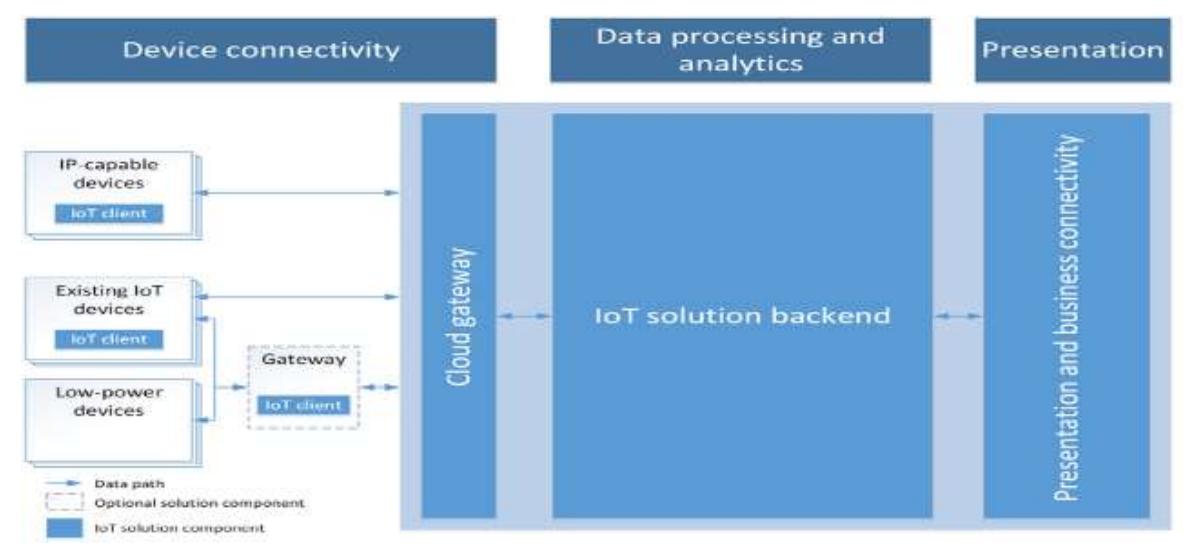 Device connectivity
Data processing and
analytics
Presentation
IP-capable
devices
IoT client
Existing IoT
devices
IoT client
Low-power
devices
Gateway
IoT client
Cloud gateway
IoT solution backend
Presentation and business connectivity
Data path
Optional solution component
IoT solution component